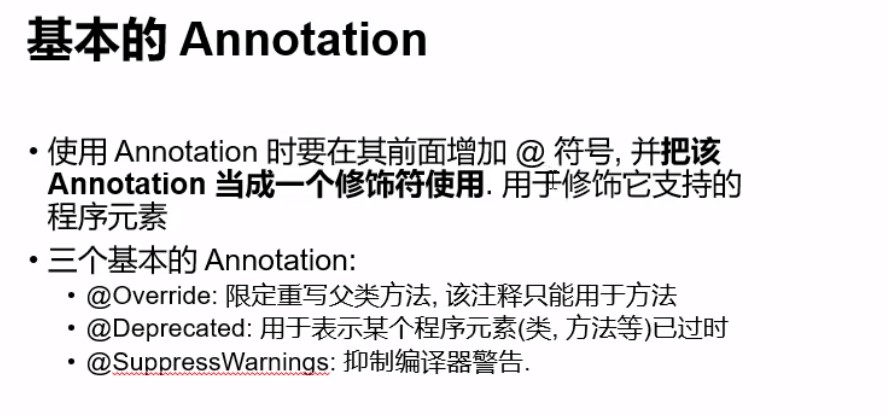 基本的 Annotation
• 使用 Annotation 时要在其前面增加 @ 符号, 并把该
Annotation 当成一个修饰符使用. 用于修饰它支持的
程序元素
• 三个基本的 Annotation:
• @Override: 限定重写父类方法, 该注释只能用于方法
• @Deprecated: 用于表示某个程序元素(类, 方法等)已过时
• @SuppressWarnings: 抑制编译器警告.